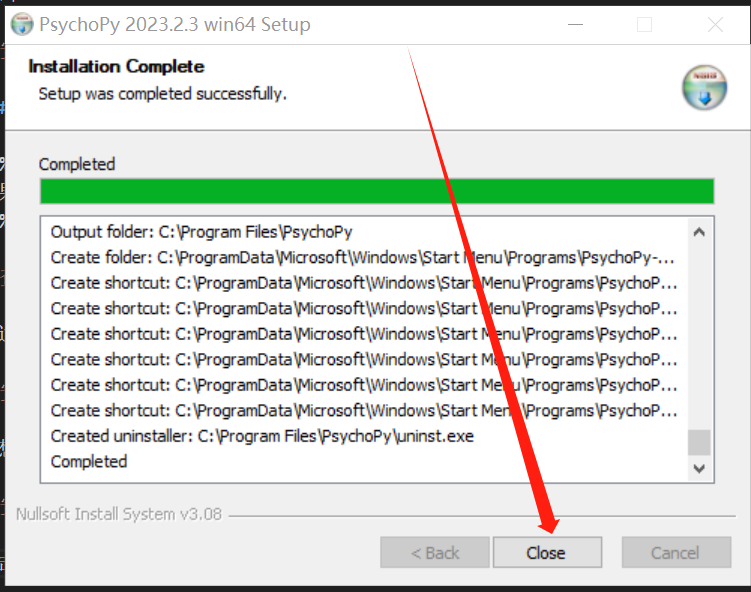 PsychoPy 2023.2.3 win64 Setup
Installation Complete
Setup was completed successfully.
Completed
Output folder: C:\Program Files\PsychoPy
Create folder: C:\ProgramData\Microsoft\Windows\Start Menu\Programs\PsychoPy-...
Create shortcut: C:\ProgramData\Microsoft\Windows\Start Menu\Programs\PsychoP...
Create shortcut: C:\ProgramData\Microsoft\Windows\Start Menu\Programs\PsychoP...
Create shortcut: C:\ProgramData\Microsoft\Windows\Start Menu\Programs\PsychoP...
Create shortcut: C:\ProgramData\Microsoft\Windows\Start Menu\Programs\PsychoP...
Create shortcut: C:\ProgramData\Microsoft\Windows\Start Menu\Programs\PsychoP...
Create shortcut: C:\ProgramData\Microsoft\Windows\Start Menu\Programs\PsychoP...
Created uninstaller: C:\Program Files\PsychoPy\uninst.exe
Completed
Nullsoft Install System v3.08
< Back Close Cancel